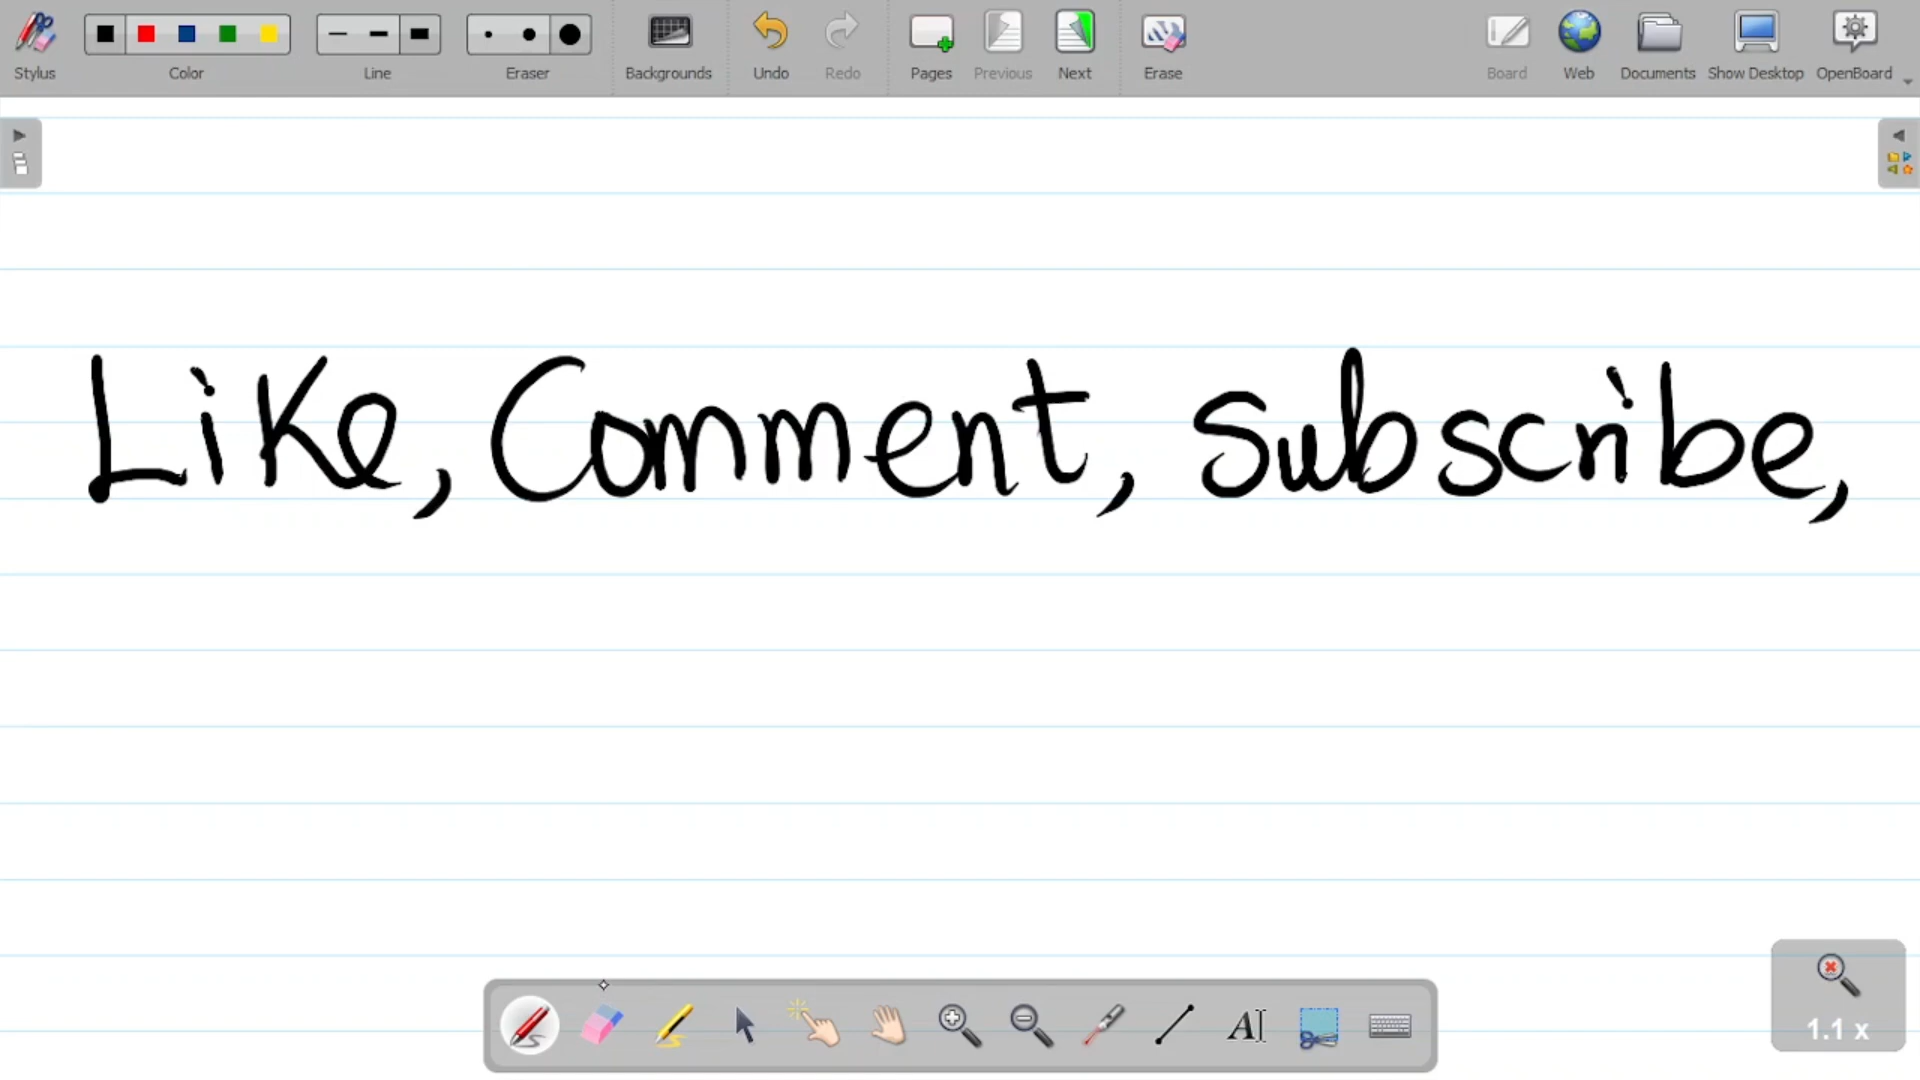 Stylus Color Line Eraser Backgrounds Undo Redo Pages Previous Next Erase Board Web Documents Show Desktop OpenBoard
Like, Comment, Subscribe,
1.1 x